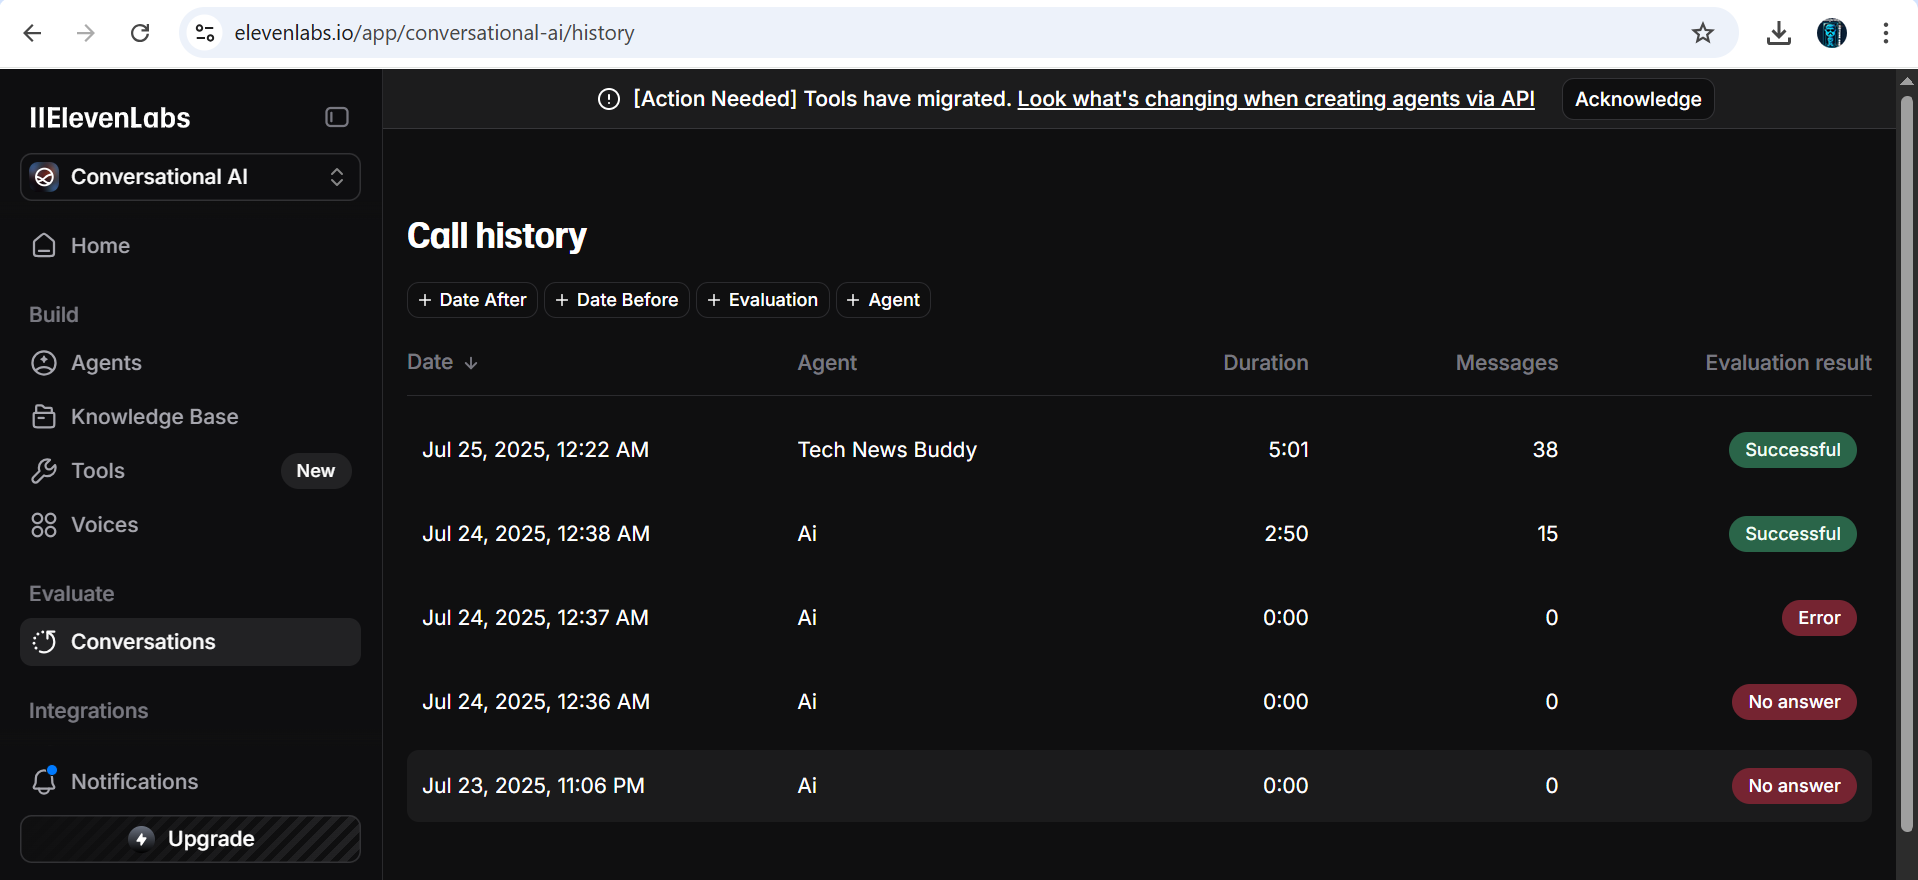 elevenlabs.io/app/conversational-ai/history
IIElevenLabs
Conversational AI
Home
Build
Agents
Knowledge Base
Tools New
Voices
Evaluate
Conversations
Integrations
Notifications
Upgrade
[Action Needed] Tools have migrated. Look what's changing when creating agents via API Acknowledge
Call history
+ Date After + Date Before + Evaluation + Agent
Date ↓ Agent Duration Messages Evaluation result
Jul 25, 2025, 12:22 AM Tech News Buddy 5:01 38 Successful
Jul 24, 2025, 12:38 AM Ai 2:50 15 Successful
Jul 24, 2025, 12:37 AM Ai 0:00 0 Error
Jul 24, 2025, 12:36 AM Ai 0:00 0 No answer
Jul 23, 2025, 11:06 PM Ai 0:00 0 No answer